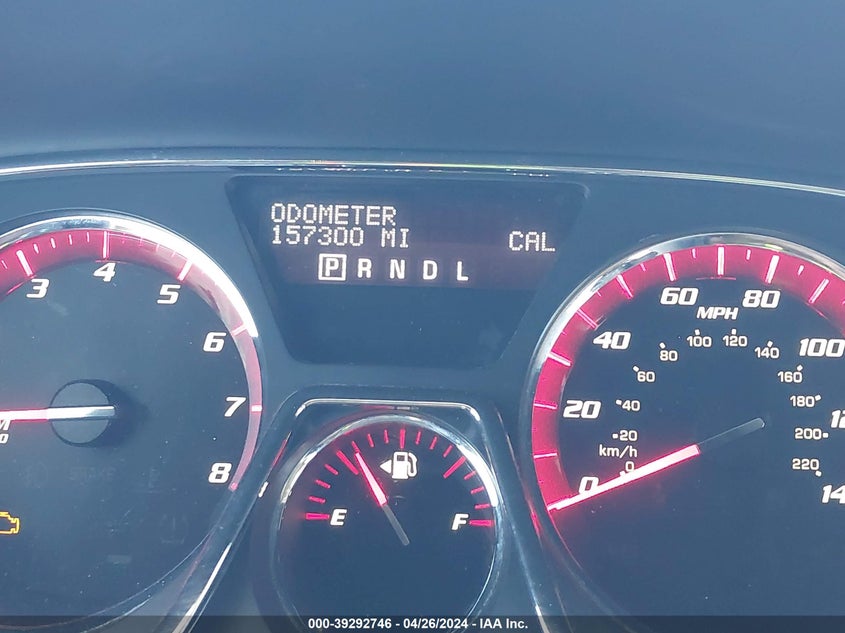 ODOMETER
157300 MI CAL
P R N D L
3 4 5 6 7 8
E F
MPH
0 20 40 60 80 100
km/h
0 20 40 60 80 100 120 140 160 180 200 220
000-39292746 - 04/26/2024 - IAA Inc.